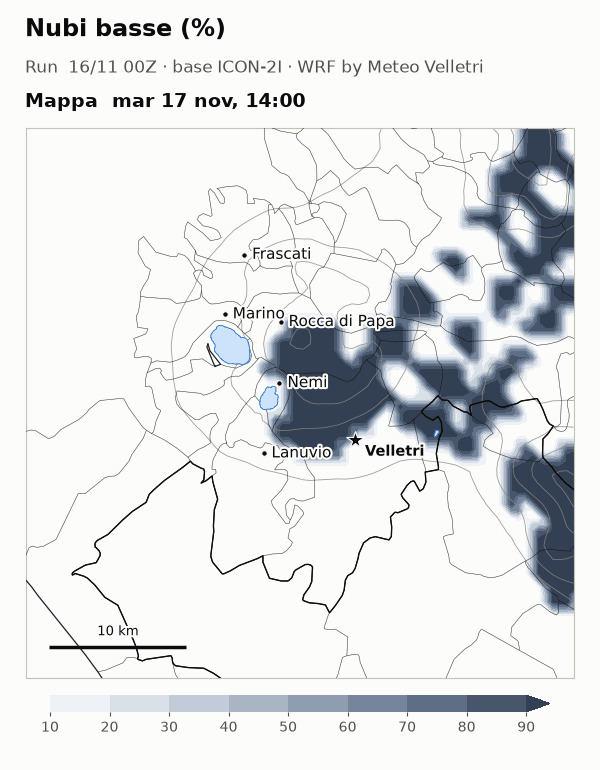 Nubi basse (%)
Run 16/11 00Z · base ICON-2I · WRF by Meteo Velletri
Mappa mar 17 nov, 14:00
Frascati
Marino
Rocca di Papa
Nemi
Velletri
Lanuvio
10 km
10 20 30 40 50 60 70 80 90